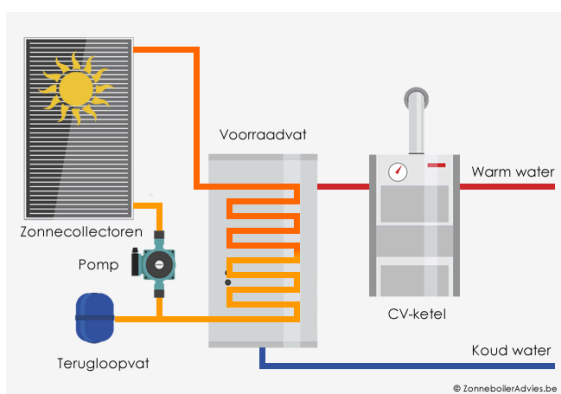 Voorraadvat
Warm water
Zonnecollectoren
Pomp
CV-ketel
Koud water
Terugloopvat
© ZonneboilerAdvies.be